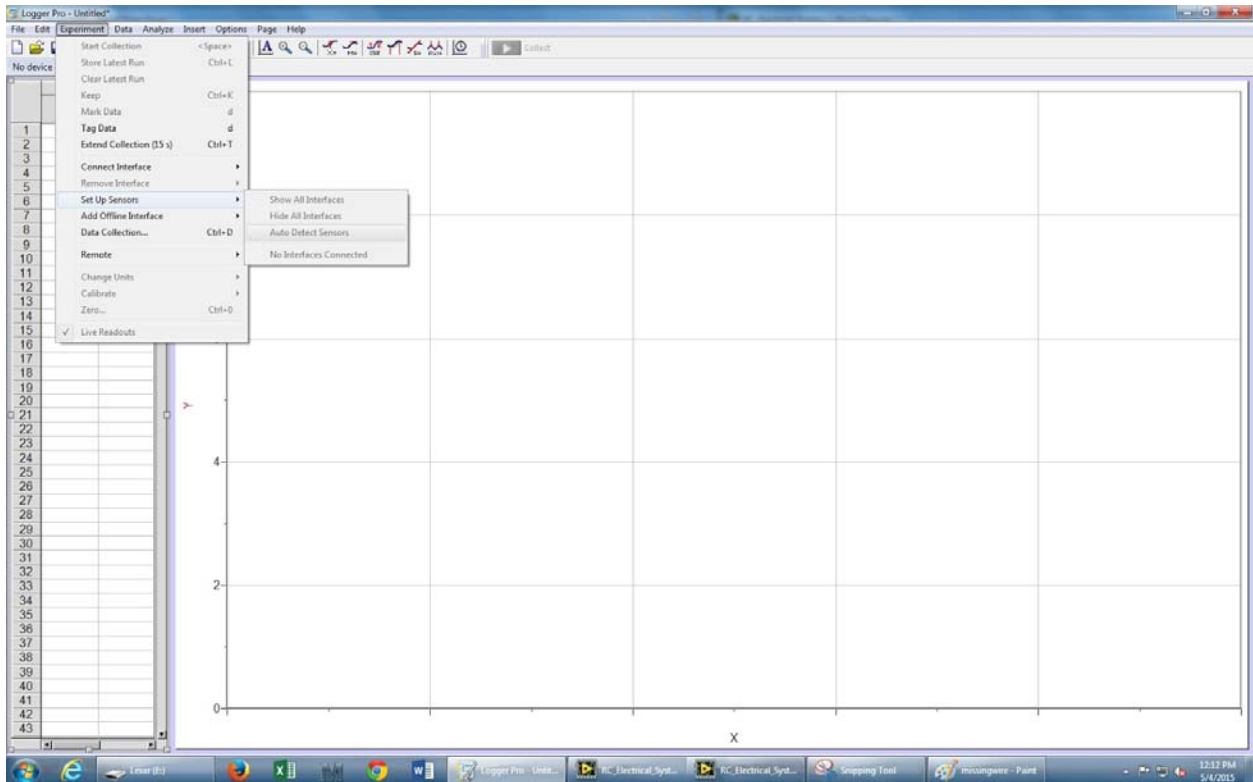 Logger Pro - Untitled*
File Edit Experiment Data Analyze Insert Options Page Help
Collect
No device
Start Collection <Space>
Store Latest Run Ctrl+L
Clear Latest Run
Keep Ctrl+K
Mark Data d
Tag Data d
Extend Collection (15 s) Ctrl+T
Connect Interface
Remove Interface
Set Up Sensors
Add Offline Interface
Data Collection... Ctrl+D
Remote
Change Units
Calibrate
Zero... Ctrl+0
✓ Live Readouts
Show All Interfaces
Hide All Interfaces
Auto Detect Sensors
No Interfaces Connected
1
2
3
4
5
6
7
8
9
10
11
12
13
14
15
16
17
18
19
20
21
22
23
24
25
26
27
28
29
30
31
32
33
34
35
36
37
38
39
40
41
42
43
Y
4
2
0
X
Lexar (E:)
Logger Pro - Untit...
RC_Electrical_Syst...
RC_Electrical_Syst...
Snipping Tool
missingwire - Paint
12:12 PM
5/4/2015